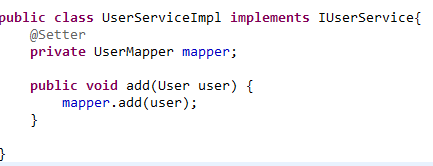 public class UserServiceImpl implements IUserService{
    @Setter
    private UserMapper mapper;
    public void add(User user) {
        mapper.add(user);
    }
}